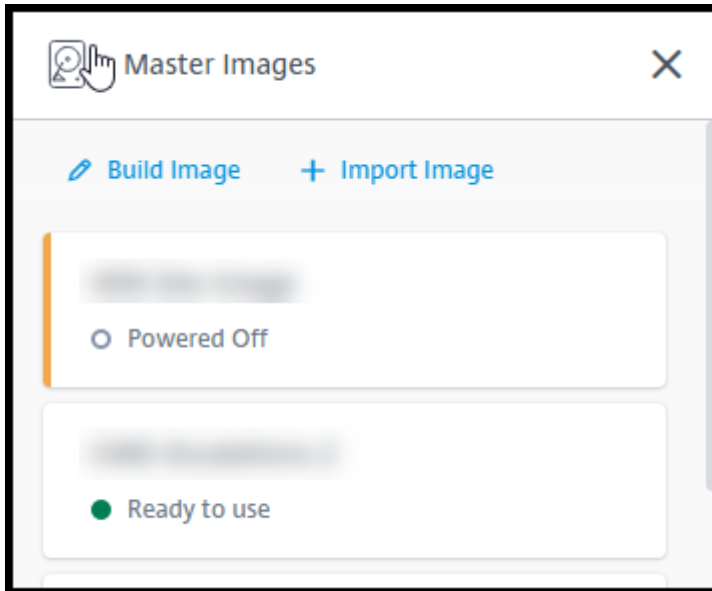 Master Images
Build Image
Import Image
Powered Off
Ready to use